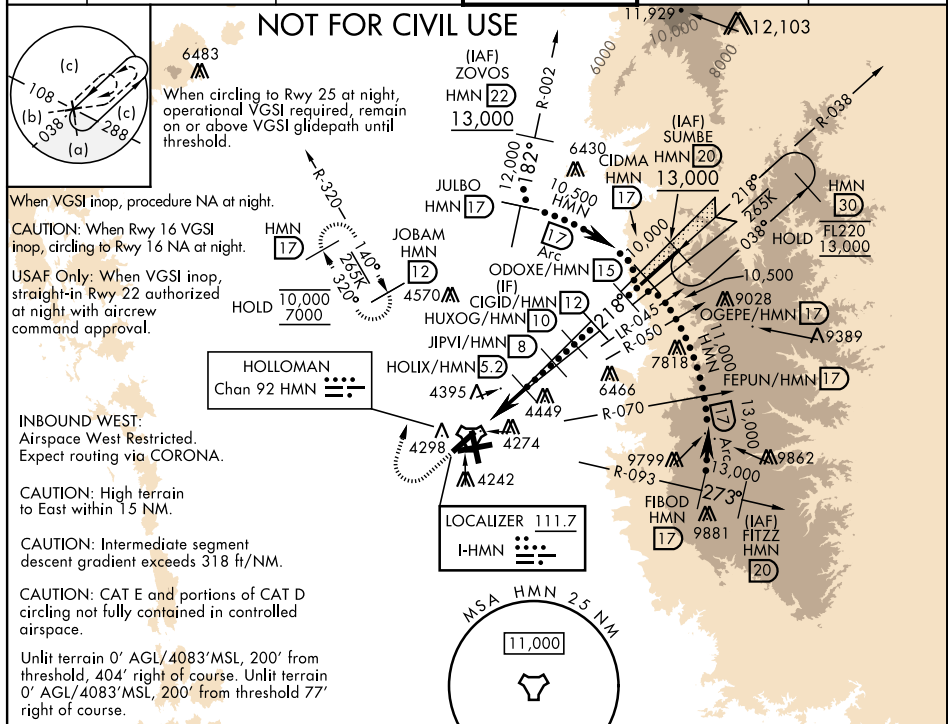 NOT FOR CIVIL USE
(c)
108
(b)
(c)
038
288
(a)
6483
When circling to Rwy 25 at night,
operational VGSI required, remain
on or above VGSI glidepath until
threshold.
When VGSI inop, procedure NA at night.
CAUTION: When Rwy 16 VGSI
inop, circling to Rwy 16 NA at night.
USAF Only: When VGSI inop,
straight-in Rwy 22 authorized
at night with aircrew
command approval.
11,929
12,103
10,000
6000
8000
(IAF)
ZOVOS
HMN 22
13,000
R-002
12,000
182°
JULBO
HMN 17
6430
10,500
HMN
17
Arc
CIDMA
HMN
17
(IAF)
SUMBE
HMN 20
13,000
R-038
218°
265K
038°
HOLD
HMN
30
FL220
13,000
10,000
10,500
R-320
HMN
17
140°
265K
320°
HOLD
10,000
7000
JOBAM
HMN
12
4570
ODOXE/HMN 15
(IF)
CIGID/HMN 12
HUXOG/HMN 10
JIPVI/HMN 8
HOLIX/HMN 5.2
218°
LR-045
R-050
9028
OGEPE/HMN 17
9389
7818
11,000
HMN
6466
FEPUN/HMN 17
R-070
17
Arc
13,000
4395
4449
4298
4274
4242
HOLLOMAN
Chan 92 HMN
INBOUND WEST:
Airspace West Restricted.
Expect routing via CORONA.
CAUTION: High terrain
to East within 15 NM.
CAUTION: Intermediate segment
descent gradient exceeds 318 ft/NM.
CAUTION: CAT E and portions of CAT D
circling not fully contained in controlled
airspace.
Unlit terrain 0' AGL/4083'MSL, 200' from
threshold, 404' right of course. Unlit terrain
0' AGL/4083'MSL, 200' from threshold 77'
right of course.
LOCALIZER 111.7
I-HMN
9799
9862
R-093
13,000
273°
FIBOD
HMN
17
9881
(IAF)
FITZZ
HMN
20
MSA HMN 25 NM
11,000